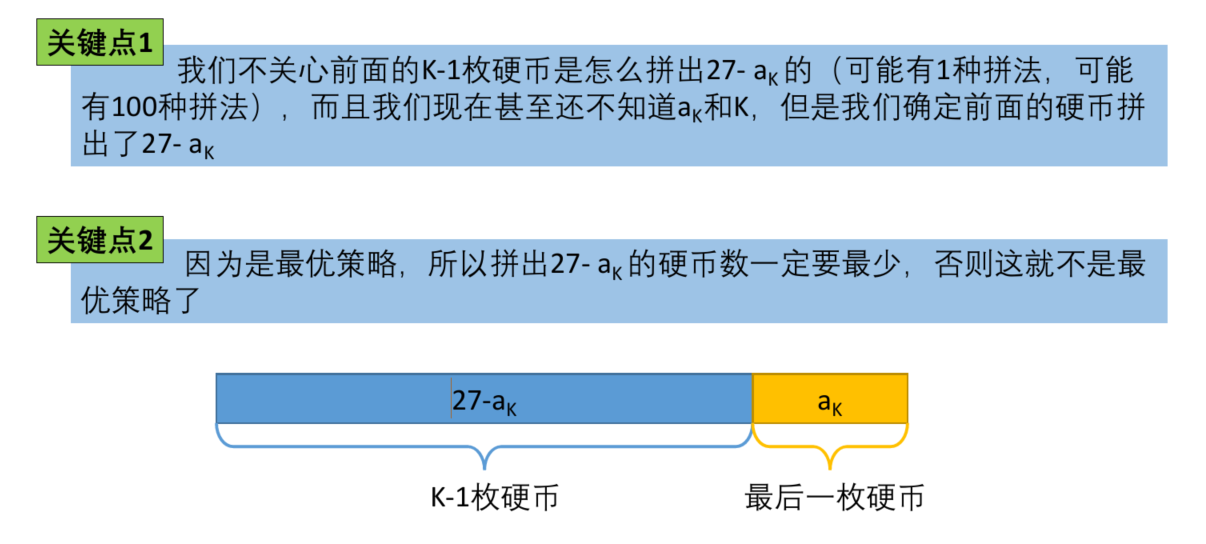 关键点1
我们不关心前面的K-1枚硬币是怎么拼出27- aK的（可能有1种拼法，可能
有100种拼法），而且我们现在甚至还不知道aK和K，但是我们确定前面的硬币拼
出了27- aK
关键点2
因为是最优策略，所以拼出27- aK的硬币数一定要最少，否则这就不是最
优策略了
27-aK
aK
K-1枚硬币
最后一枚硬币